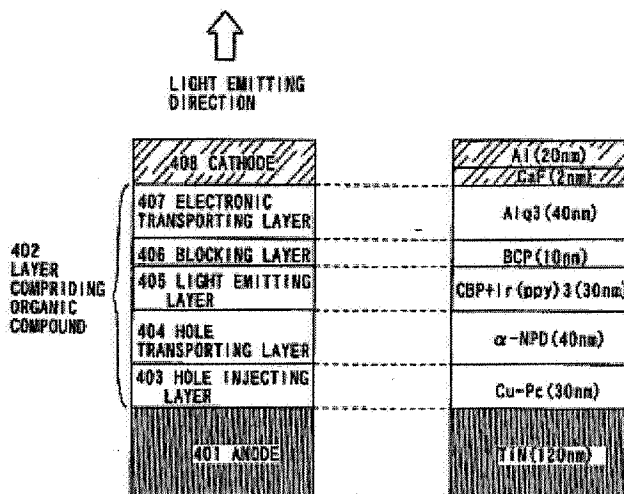 LIGHT EMITTING
DIRECTION
408 CATHODE
407 ELECTRONIC
TRANSPORTING LAYER
406 BLOCKING LAYER
405 LIGHT EMITTING
LAYER
404 HOLE
TRANSPORTING LAYER
403 HOLE INJECTING
LAYER
401 ANODE
402
LAYER
COMPRIDING
ORGANIC
COMPOUND
Al(20nm)
CaF(2nm)
Alq3(40nm)
BCP(10nm)
CBP+Ir(ppy)3(30nm)
α-NPD(40nm)
Cu-Pc(30nm)
TiN(120nm)